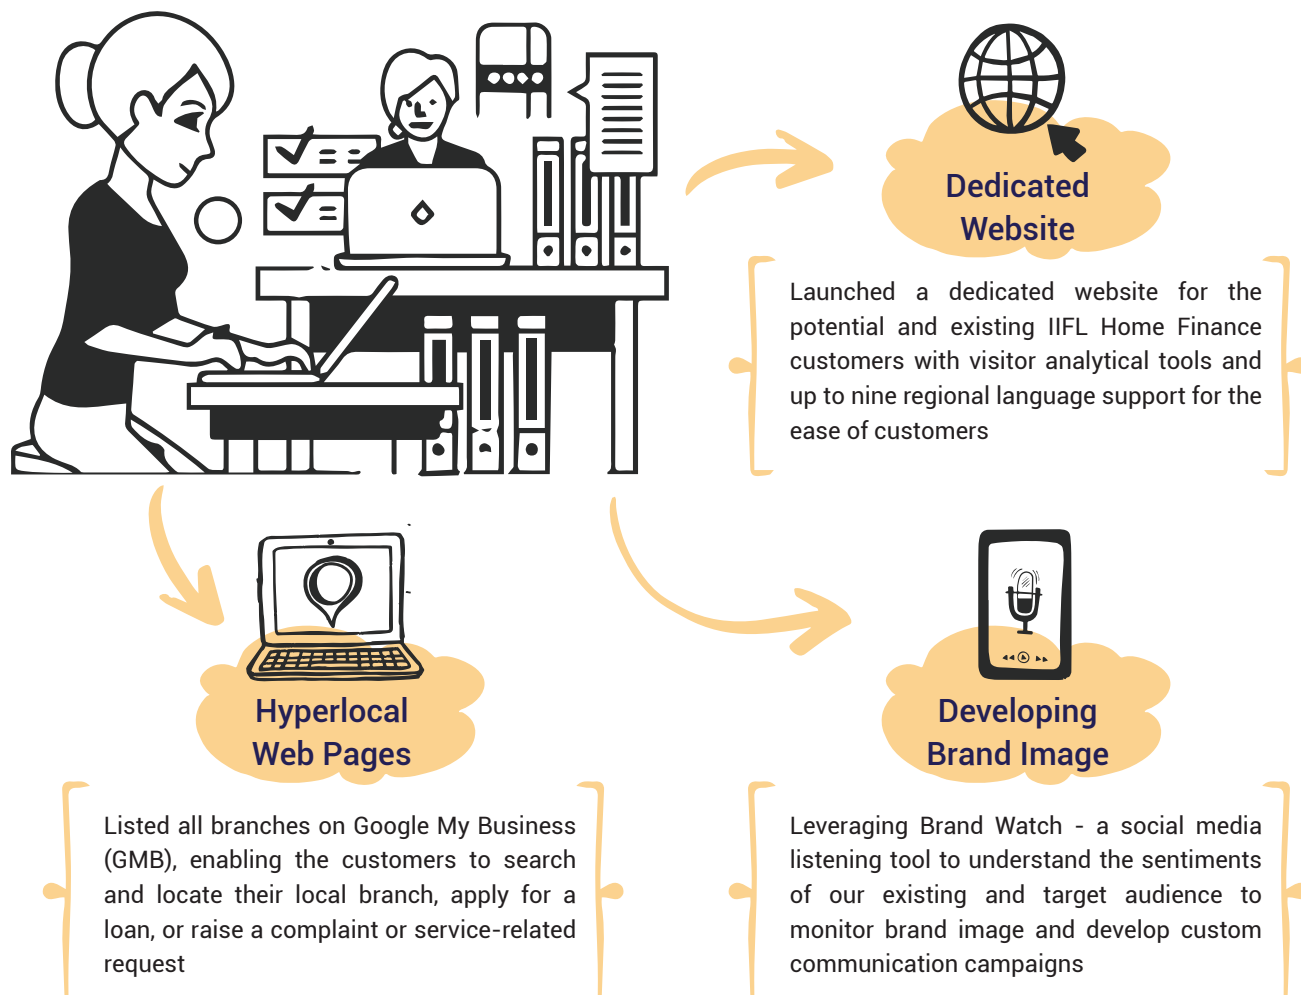 Dedicated
Website
Launched a dedicated website for the
potential and existing IIFL Home Finance
customers with visitor analytical tools and
up to nine regional language support for the
ease of customers
Hyperlocal
Web Pages
Listed all branches on Google My Business
(GMB), enabling the customers to search
and locate their local branch, apply for a
loan, or raise a complaint or service-related
request
Developing
Brand Image
Leveraging Brand Watch - a social media
listening tool to understand the sentiments
of our existing and target audience to
monitor brand image and develop custom
communication campaigns